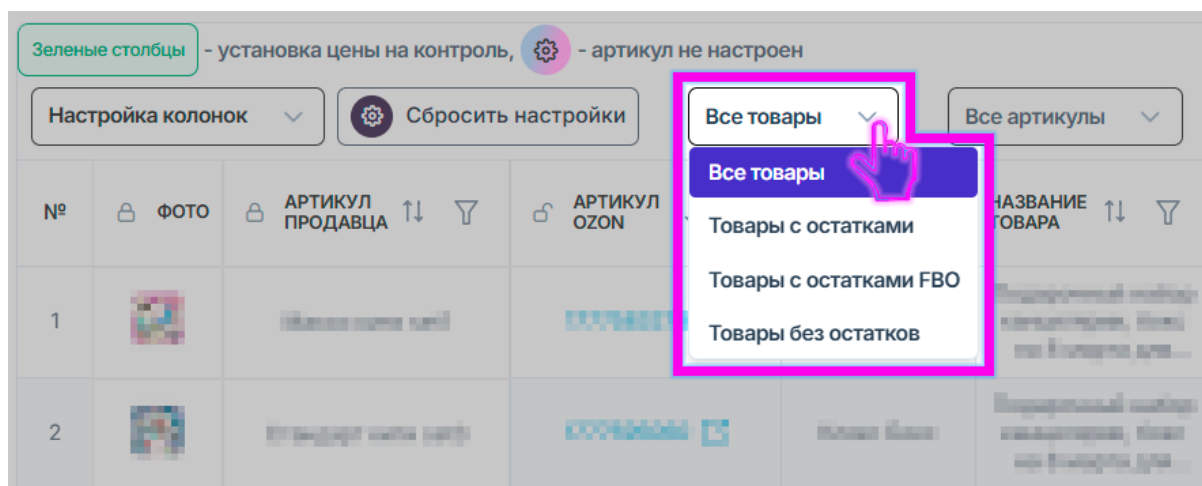 Зеленые столбцы - установка цены на контроль, - артикул не настроен
Настройка колонок Сбросить настройки Все товары Все артикулы
Все товары
Товары с остатками
Товары с остатками FBO
Товары без остатков
№ ФОТО АРТИКУЛ ПРОДАВЦА АРТИКУЛ OZON НАЗВАНИЕ ТОВАРА
1
2